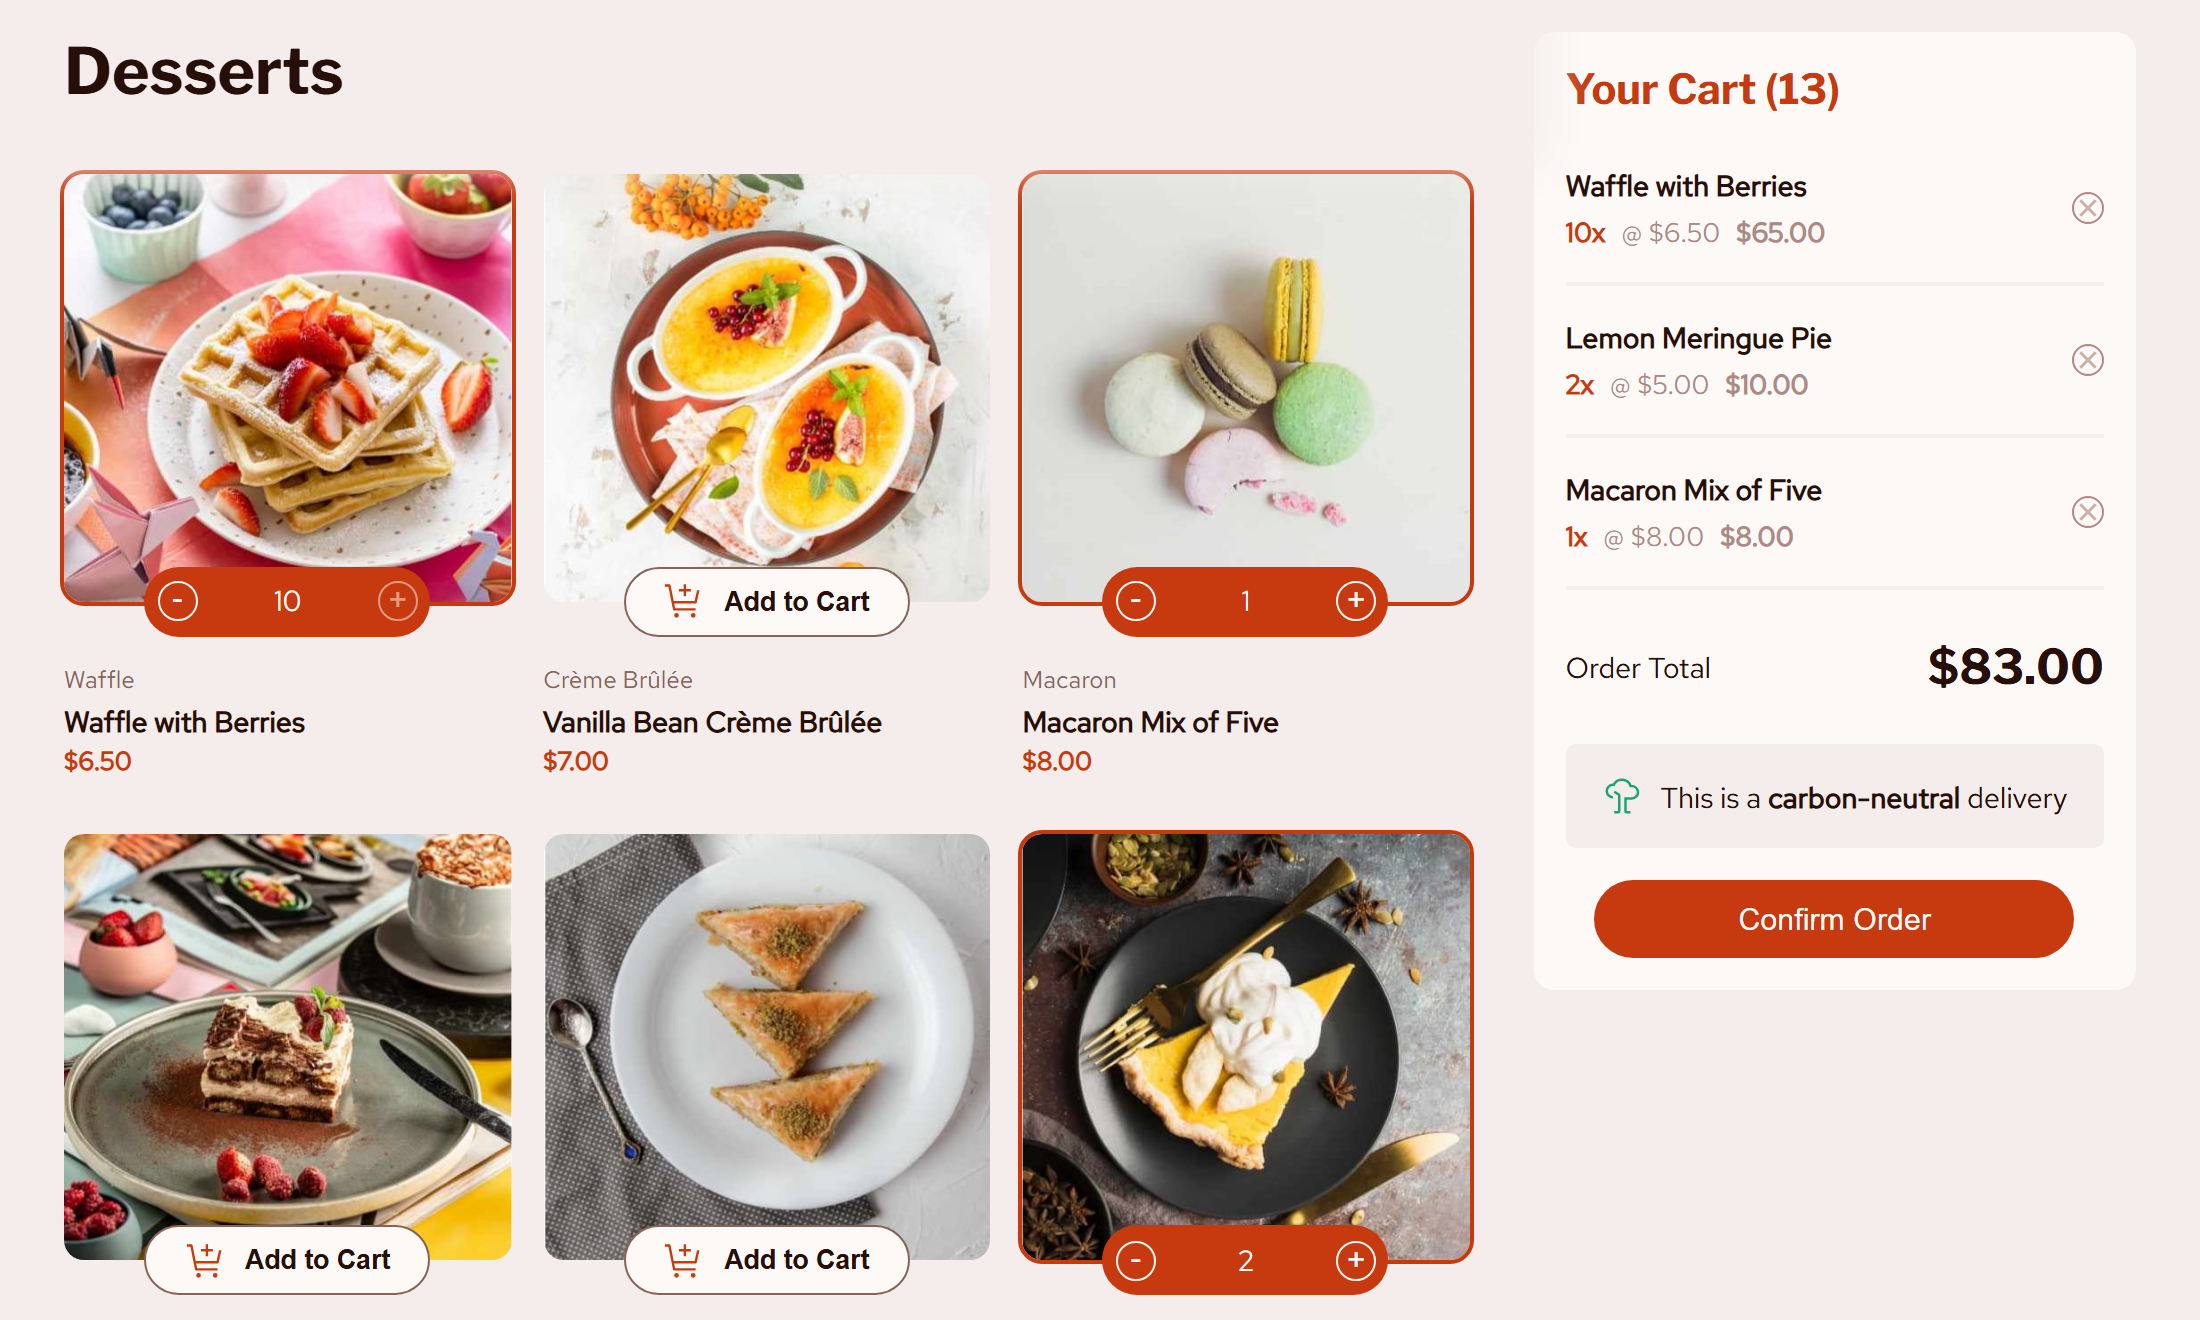 Desserts
10
Add to Cart
1
Waffle
Waffle with Berries
$6.50
Crème Brûlée
Vanilla Bean Crème Brûlée
$7.00
Macaron
Macaron Mix of Five
$8.00
Add to Cart
Add to Cart
2
Your Cart (13)
Waffle with Berries
10x @ $6.50 $65.00
Lemon Meringue Pie
2x @ $5.00 $10.00
Macaron Mix of Five
1x @ $8.00 $8.00
Order Total $83.00
This is a carbon-neutral delivery
Confirm Order